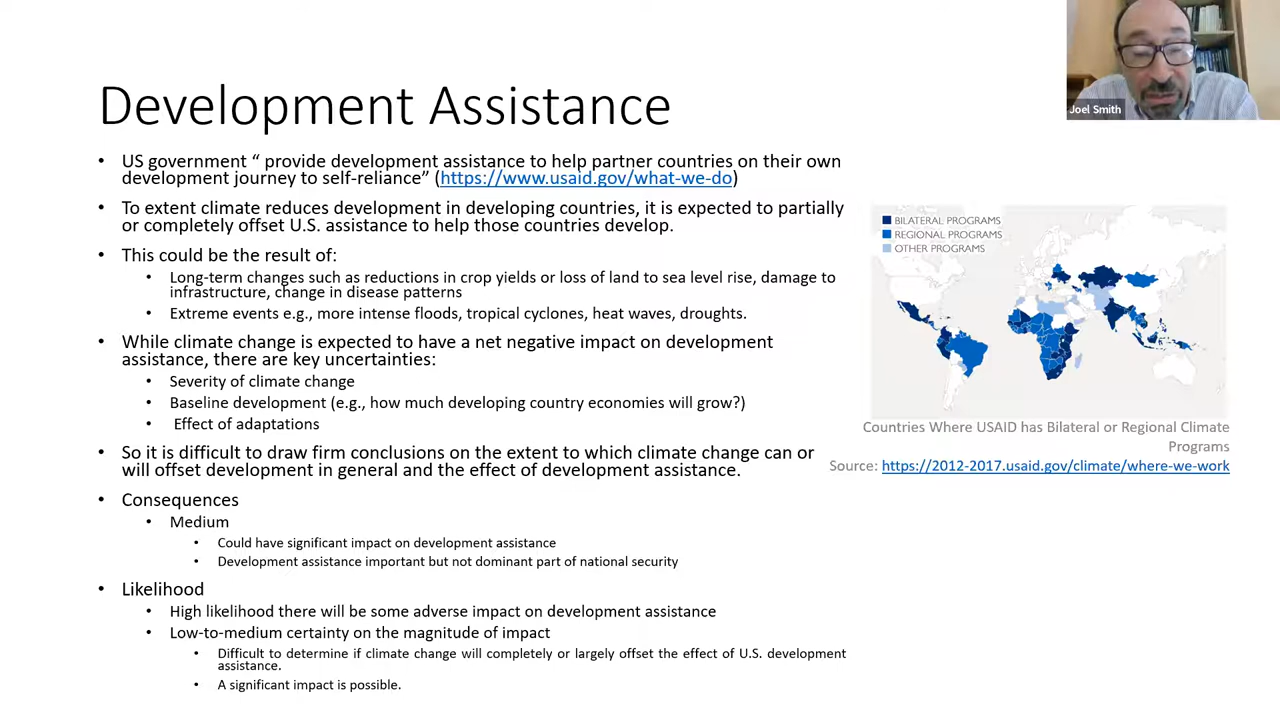 Joel Smith
Development Assistance
• US government “ provide development assistance to help partner countries on their own
development journey to self-reliance” (https://www.usaid.gov/what-we-do)
• To extent climate reduces development in developing countries, it is expected to partially
or completely offset U.S. assistance to help those countries develop.
• This could be the result of:
• Long-term changes such as reductions in crop yields or loss of land to sea level rise, damage to
infrastructure, change in disease patterns
• Extreme events e.g., more intense floods, tropical cyclones, heat waves, droughts.
• While climate change is expected to have a net negative impact on development
assistance, there are key uncertainties:
• Severity of climate change
• Baseline development (e.g., how much developing country economies will grow?)
• Effect of adaptations
• So it is difficult to draw firm conclusions on the extent to which climate change can or
will offset development in general and the effect of development assistance.
• Consequences
• Medium
• Could have significant impact on development assistance
• Development assistance important but not dominant part of national security
• Likelihood
• High likelihood there will be some adverse impact on development assistance
• Low-to-medium certainty on the magnitude of impact
• Difficult to determine if climate change will completely or largely offset the effect of U.S. development
assistance.
• A significant impact is possible.
BILATERAL PROGRAMS
REGIONAL PROGRAMS
OTHER PROGRAMS
Countries Where USAID has Bilateral or Regional Climate
Programs
Source: https://2012-2017.usaid.gov/climate/where-we-work